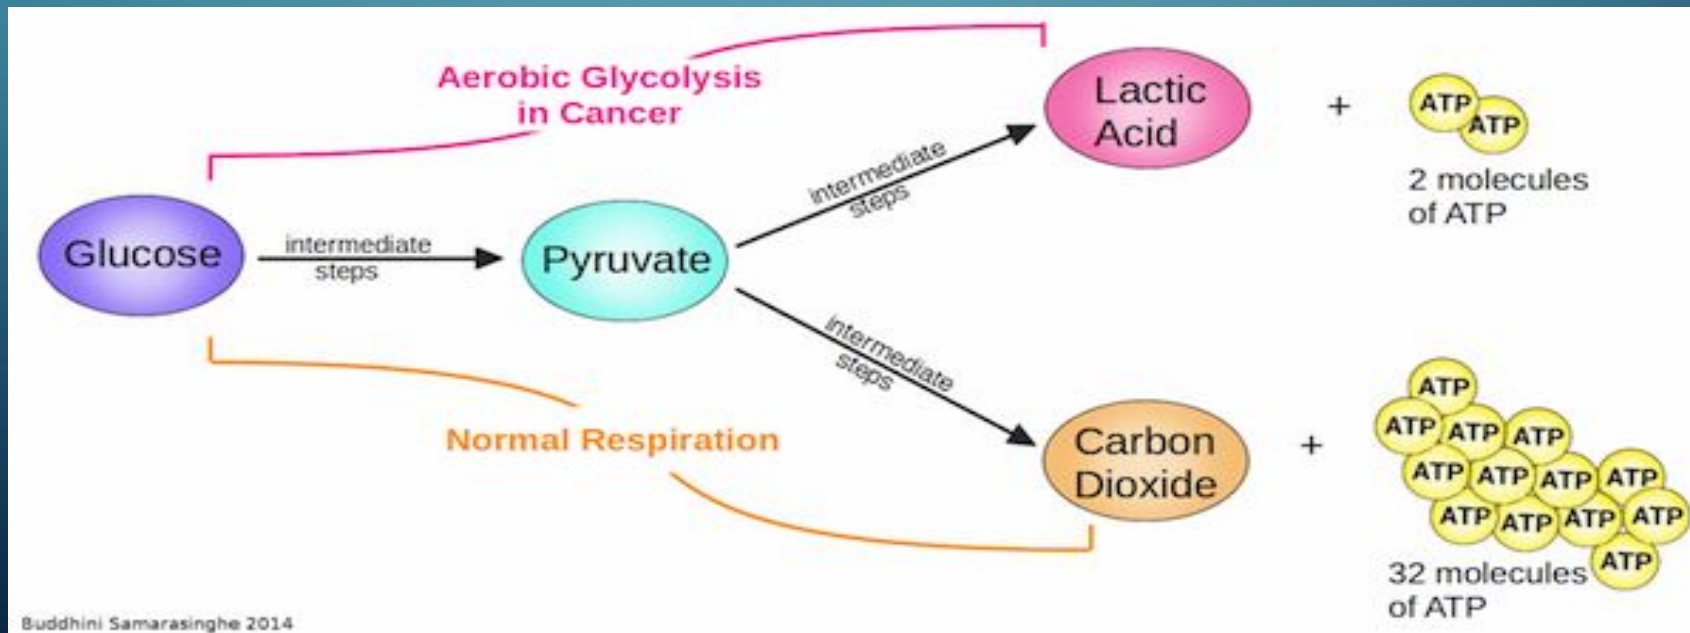 Aerobic Glycolysis
in Cancer
Lactic
Acid
+
ATP
ATP
2 molecules
of ATP
intermediate
steps
Glucose
intermediate
steps
Pyruvate
intermediate
steps
Normal Respiration
Carbon
Dioxide
+
ATP
ATP ATP ATP
ATP ATP ATP ATP
ATP ATP ATP ATP
ATP
32 molecules
of ATP
Buddhini Samarasinghe 2014